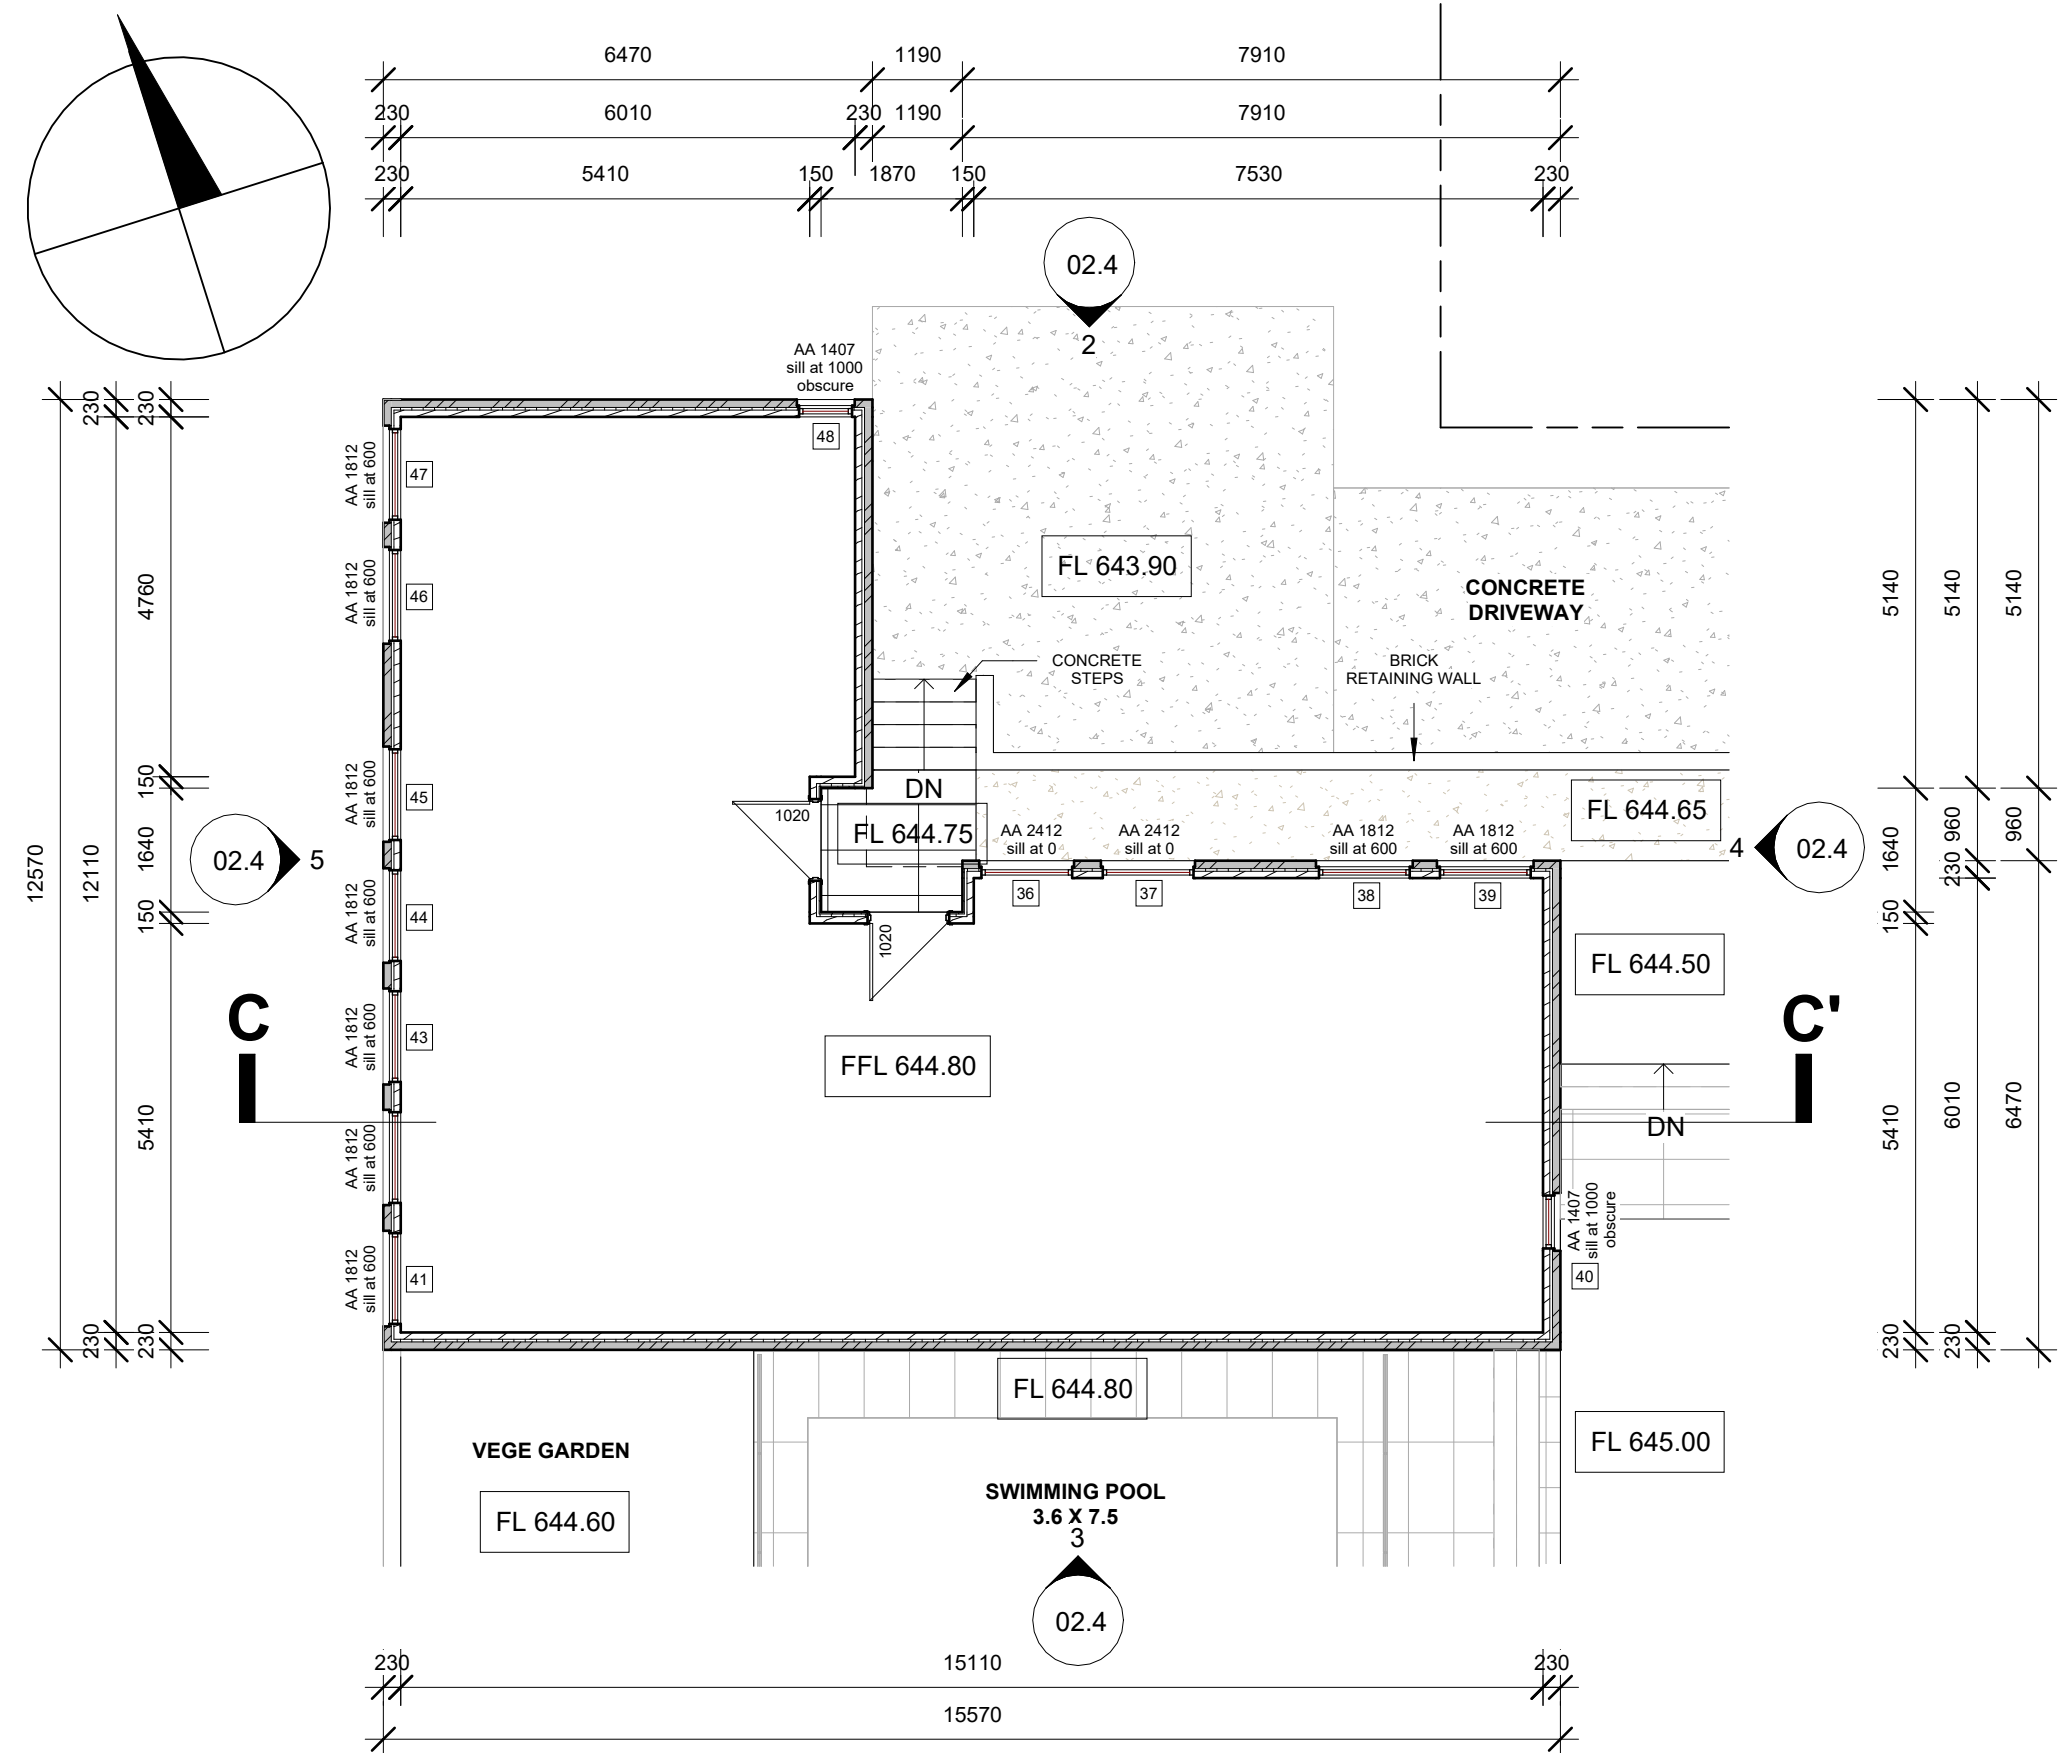 6470 1190 7910
230 6010 230 1190 7910
230 5410 150 1870 150 7530 230
02.4
2
AA 1407
sill at 1000
obscure
48
AA 1812
sill at 600
47
AA 1812
sill at 600
46
AA 1812
sill at 600
45
AA 1812
sill at 600
44
AA 1812
sill at 600
43
AA 1812
sill at 600
AA 1812
sill at 600
41
12570
230
12110
230
230
4760
150
1640
150
5410
230
02.4
5
FL 643.90
CONCRETE
DRIVEWAY
CONCRETE
STEPS
BRICK
RETAINING WALL
DN
FL 644.75
1020
1020
AA 2412
sill at 0
36
AA 2412
sill at 0
37
AA 1812
sill at 600
38
AA 1812
sill at 600
39
FL 644.65
4
02.4
FL 644.50
5140
1640
150
5410
230
5140
960
230
6010
230
5140
960
6470
C
C'
FFL 644.80
DN
AA 1407
sill at 1000
obscure
40
FL 644.80
FL 645.00
VEGE GARDEN
FL 644.60
SWIMMING POOL
3.6 X 7.5
3
02.4
230 15110 230
15570